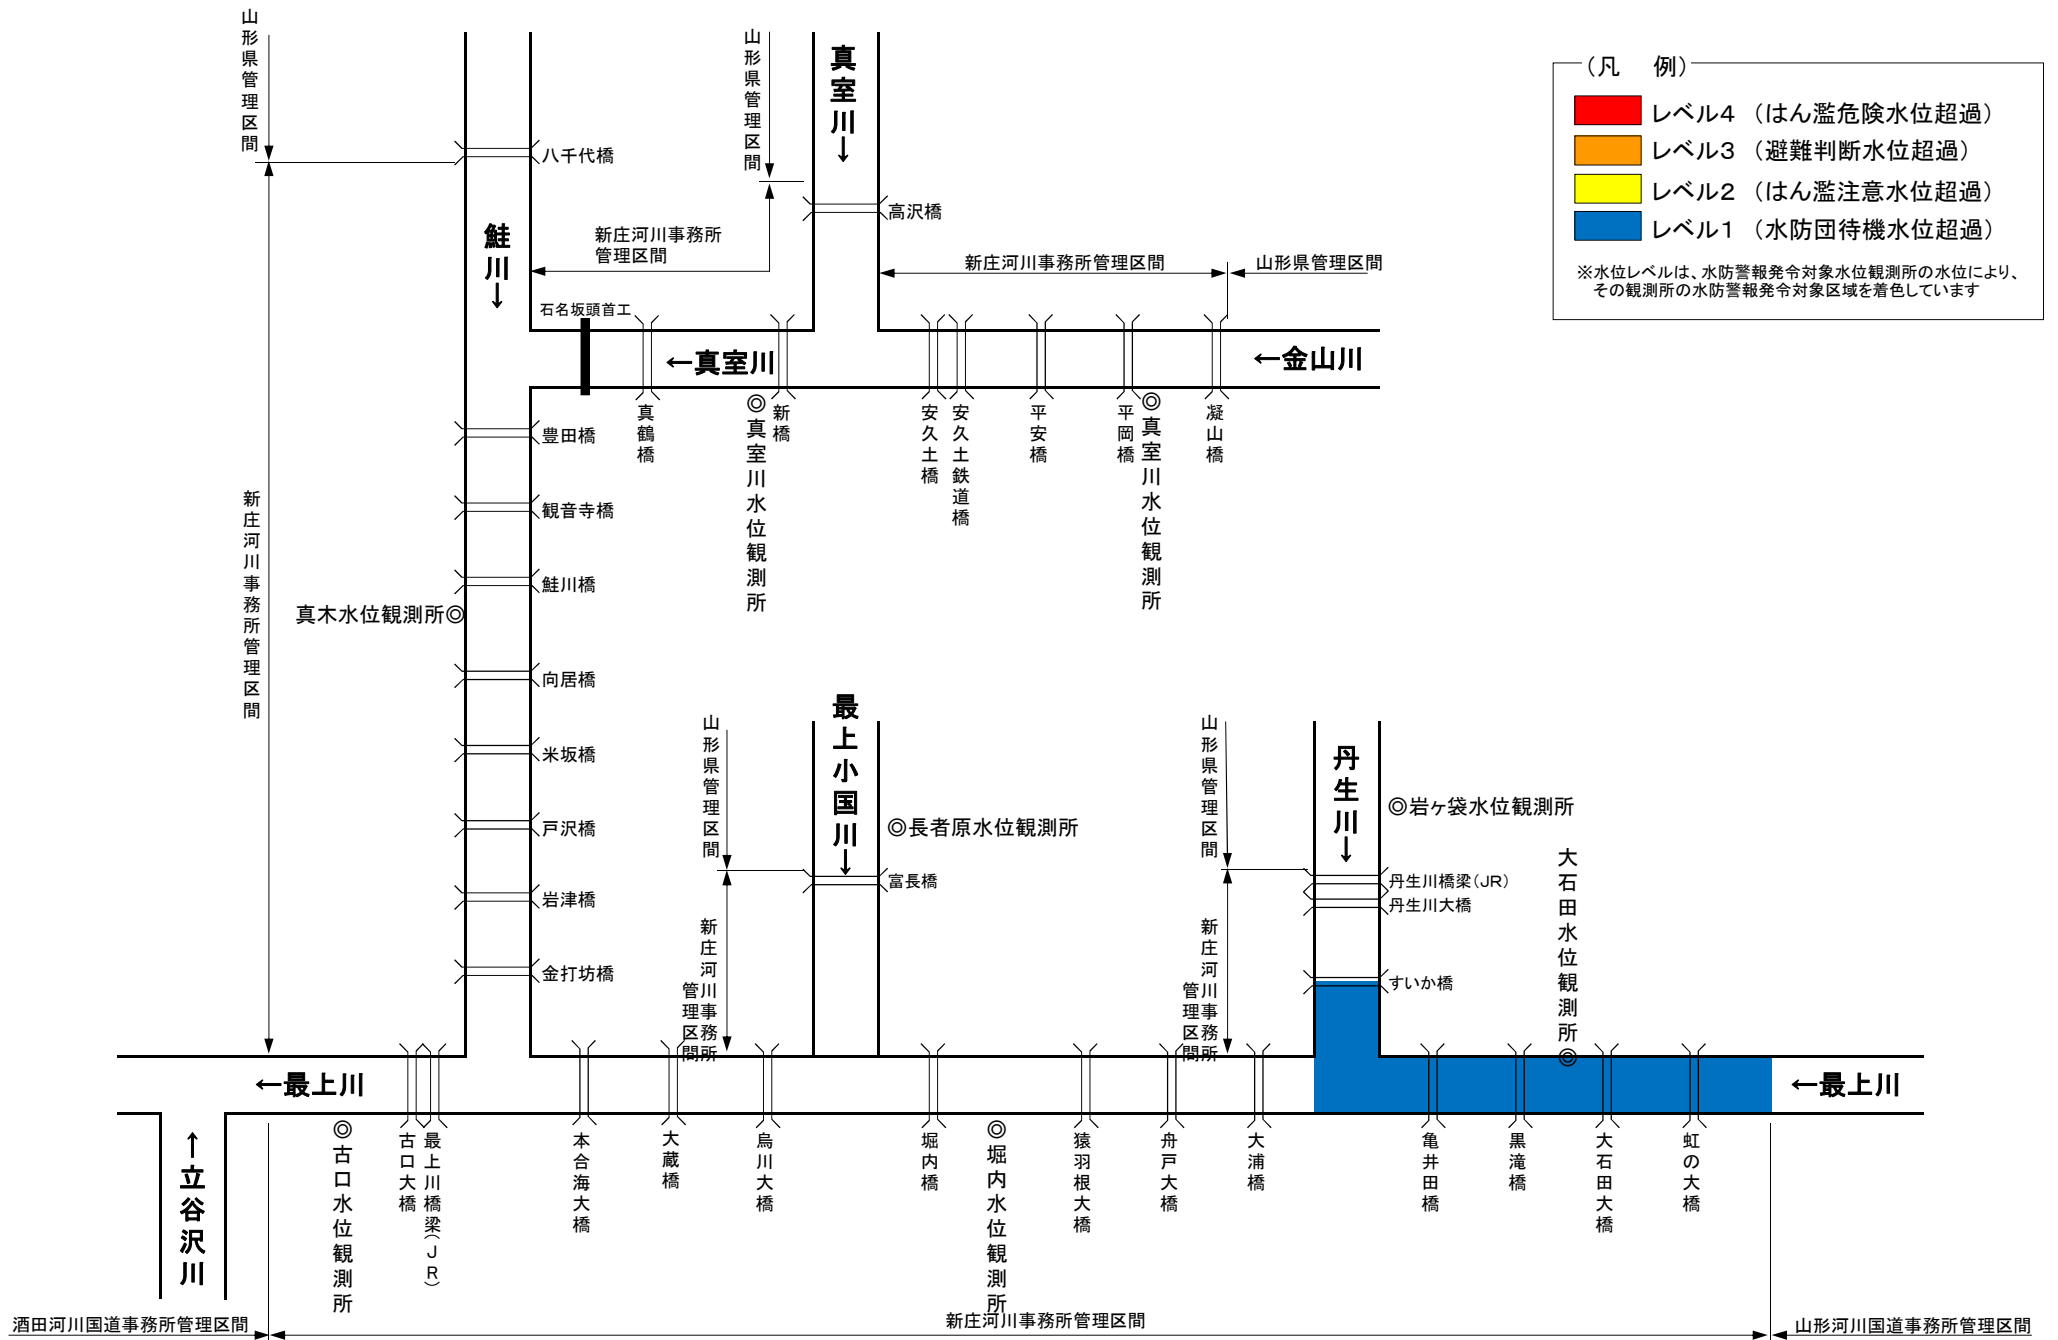 山形県管理区間
山形県管理区間
真室川↓
(凡　例)
レベル4 （はん濫危険水位超過）
レベル3 （避難判断水位超過）
レベル2 （はん濫注意水位超過）
レベル1 （水防団待機水位超過）
※水位レベルは、水防警報発令対象水位観測所の水位により、
その観測所の水防警報発令対象区域を着色しています
八千代橋
高沢橋
鮭川↓
新庄河川事務所
管理区間
新庄河川事務所管理区間
山形県管理区間
石名坂頭首工
←真室川
←金山川
真鶴橋
◎真室川水位観測所
新橋
安久土橋
安久土鉄道橋
平安橋
平岡橋
◎真室川水位観測所
凝山橋
豊田橋
観音寺橋
新庄河川事務所管理区間
鮭川橋
真木水位観測所◎
向居橋
米坂橋
戸沢橋
岩津橋
金打坊橋
山形県管理区間
最上小国川↓
◎長者原水位観測所
富長橋
新庄河川事務所
管理区間
山形県管理区間
丹生川↓
◎岩ヶ袋水位観測所
丹生川橋梁(JR)
丹生川大橋
すいか橋
大石田水位観測所◎
新庄河川事務所
管理区間
←最上川
←最上川
↑立谷沢川
◎古口水位観測所
古口大橋
最上川橋梁(JR)
本合海大橋
大蔵橋
烏川大橋
堀内橋
◎堀内水位観測所
猿羽根大橋
舟戸大橋
大浦橋
亀井田橋
黒滝橋
大石田大橋
虹の大橋
酒田河川国道事務所管理区間
新庄河川事務所管理区間
山形河川国道事務所管理区間